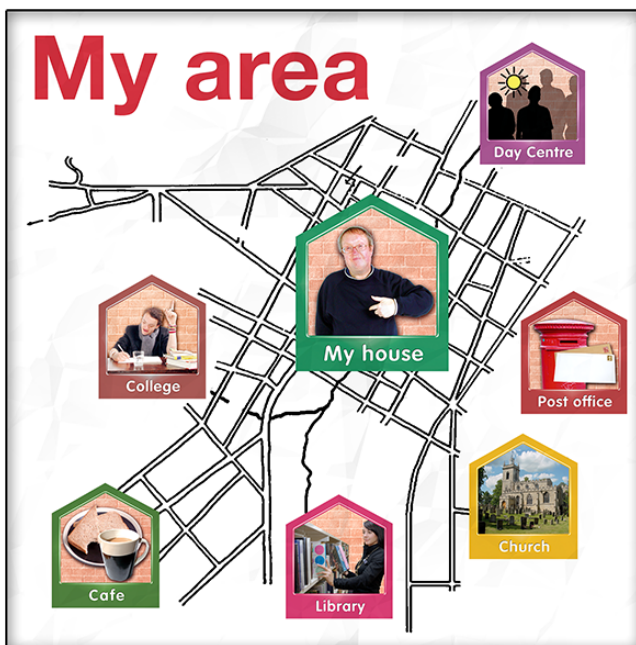 My area
Day Centre
My house
College
Post office
Church
Cafe
Library